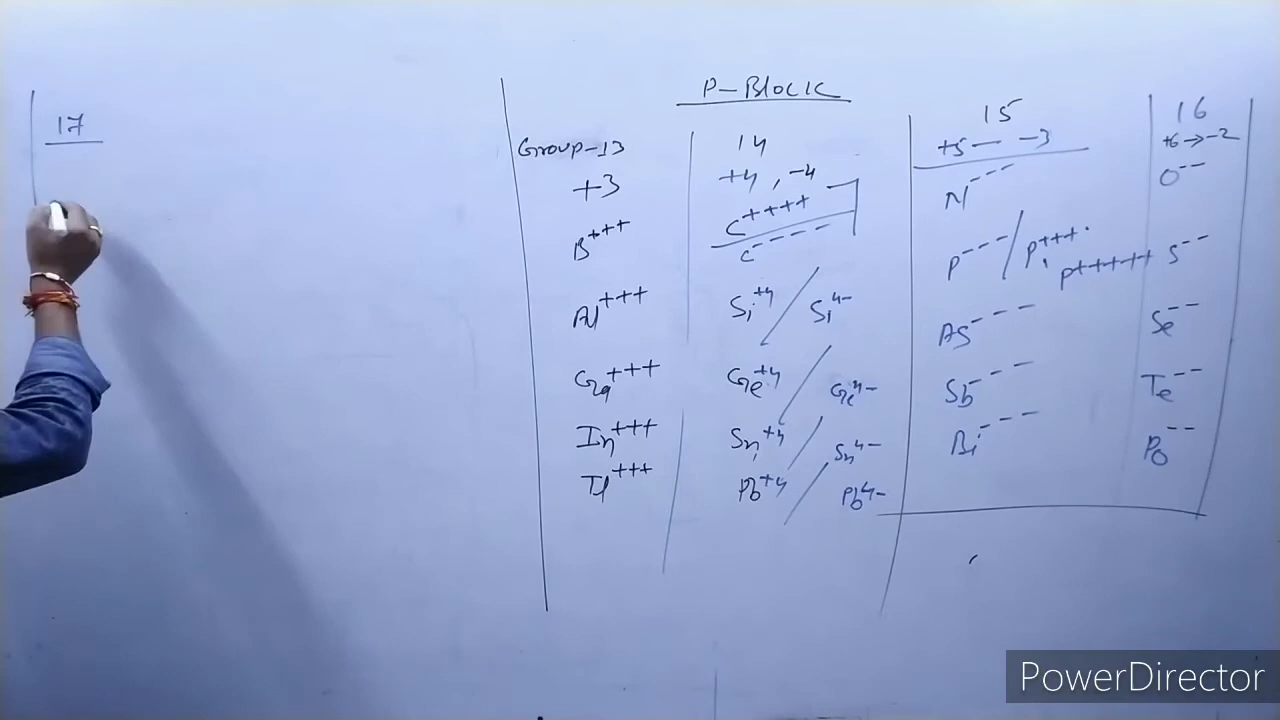 P-BLOCK
17
Group-13
+3
B+++
Al+++
Ga+++
In+++
Tl+++
14
+4, -4
C++++
C----
Si+4 / Si4-
Ge+4 / Ge4-
Sn+4 / Sn4-
Pb+4 / Pb4-
15
+5 — -3
N---
P--- / P+++, P+++++
AS---
Sb---
Bi---
16
+6→-2
O--
S--
Se--
Te--
Po--
PowerDirector